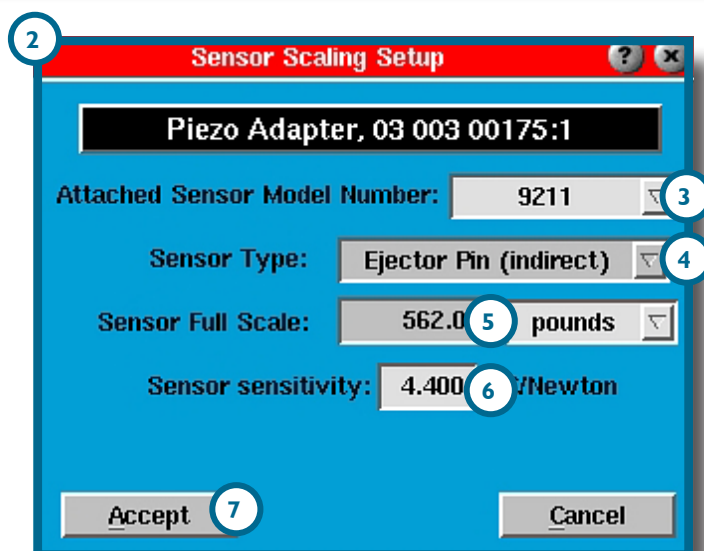 2
Sensor Scaling Setup ? x
Piezo Adapter, 03 003 00175:1
Attached Sensor Model Number: 9211 3
Sensor Type: Ejector Pin (indirect) 4
Sensor Full Scale: 562.0 5 pounds
Sensor sensitivity: 4.400 6 /Newton
Accept 7 Cancel